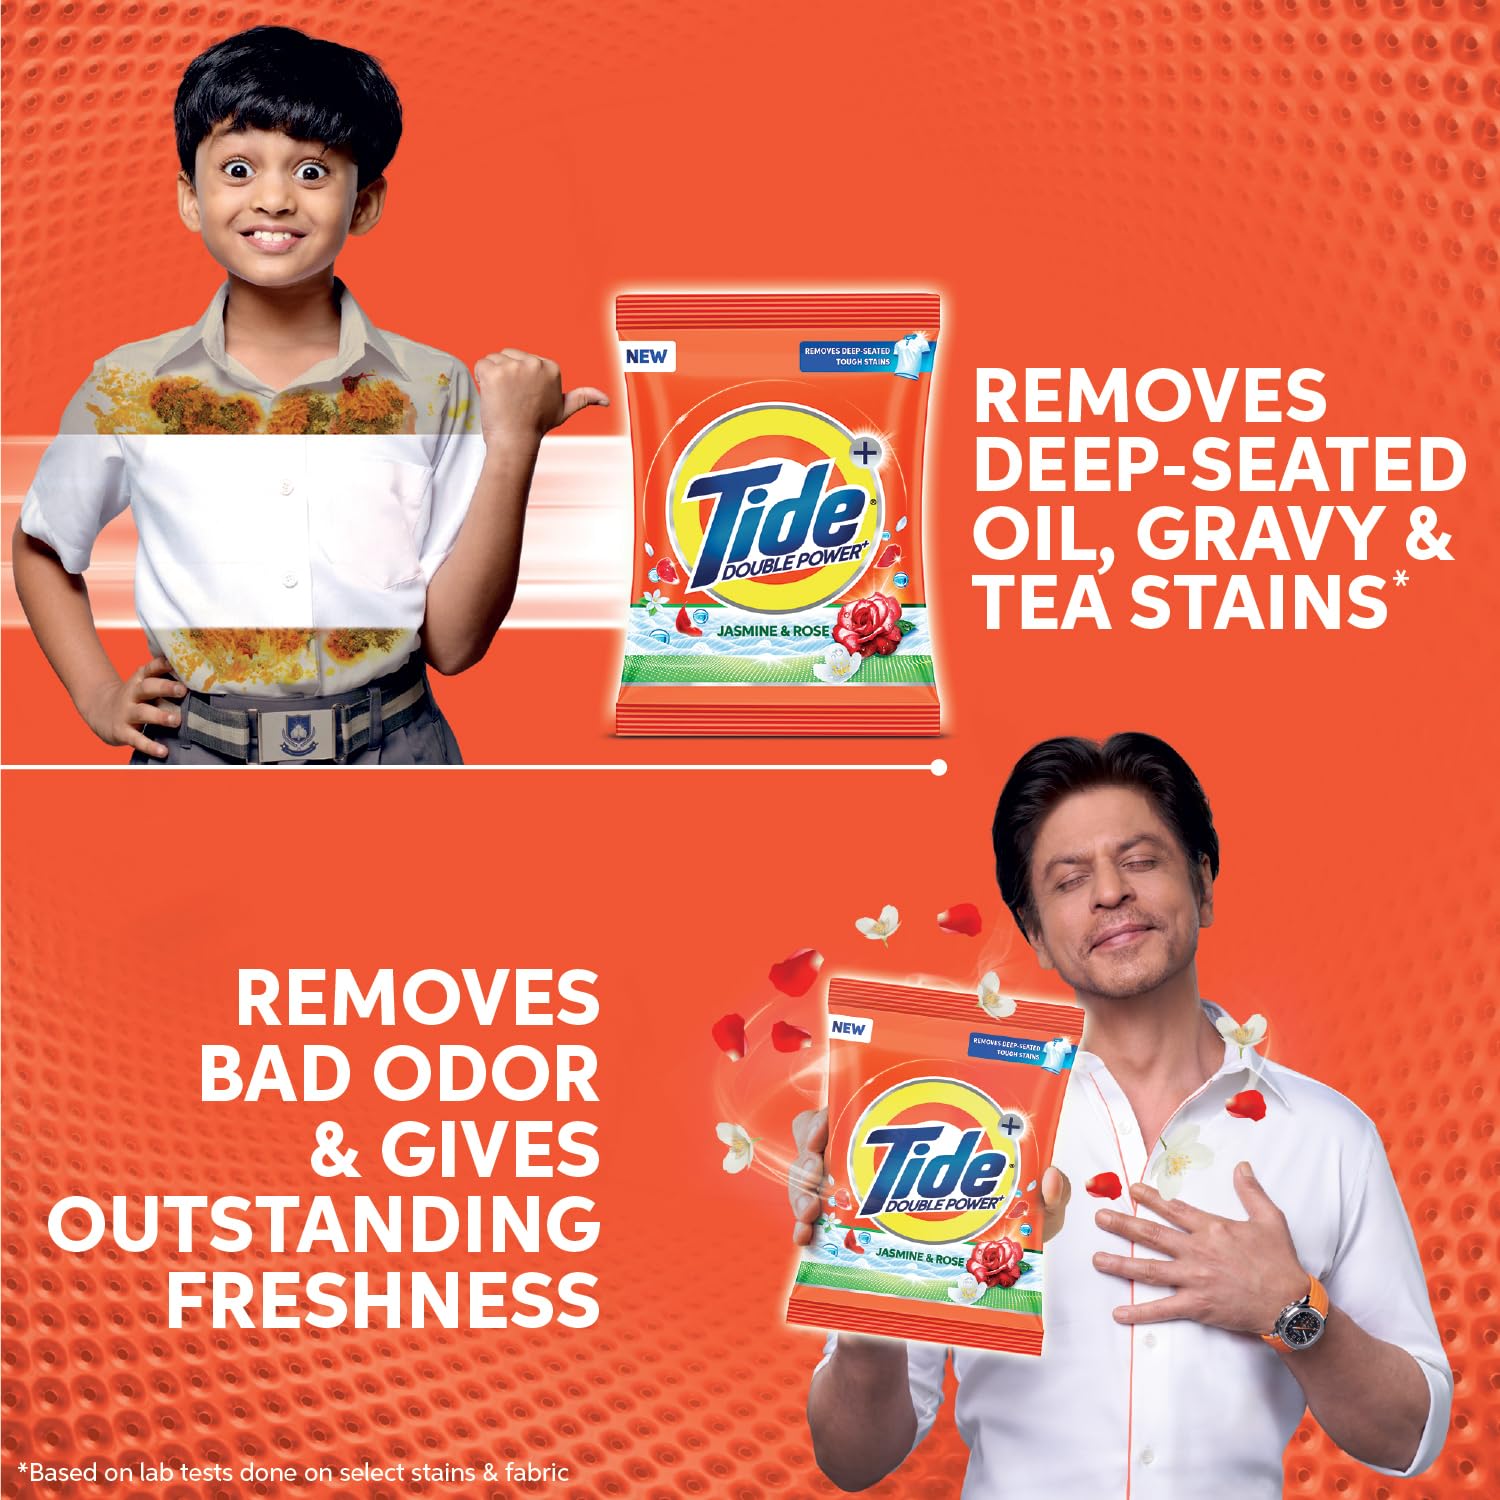 NEW
REMOVES DEEP-SEATED
TOUGH STAINS
+
Tide®
DOUBLE POWER+
JASMINE & ROSE
REMOVES
DEEP-SEATED
OIL, GRAVY &
TEA STAINS*
REMOVES
BAD ODOR
& GIVES
OUTSTANDING
FRESHNESS
NEW
REMOVES DEEP-SEATED
TOUGH STAINS
+
Tide®
DOUBLE POWER+
JASMINE & ROSE
*Based on lab tests done on select stains & fabric